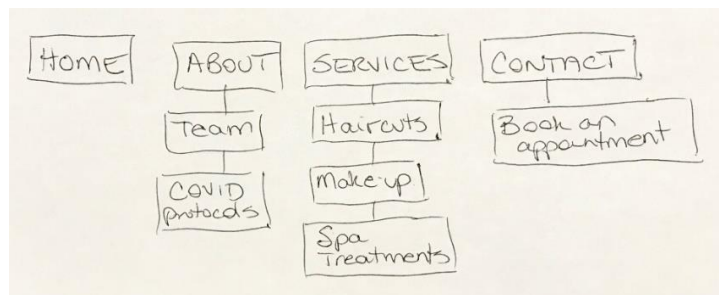 HOME
ABOUT
Team
COVID
protocols
SERVICES
Haircuts
Make-up
Spa
Treatments
CONTACT
Book an
appointment